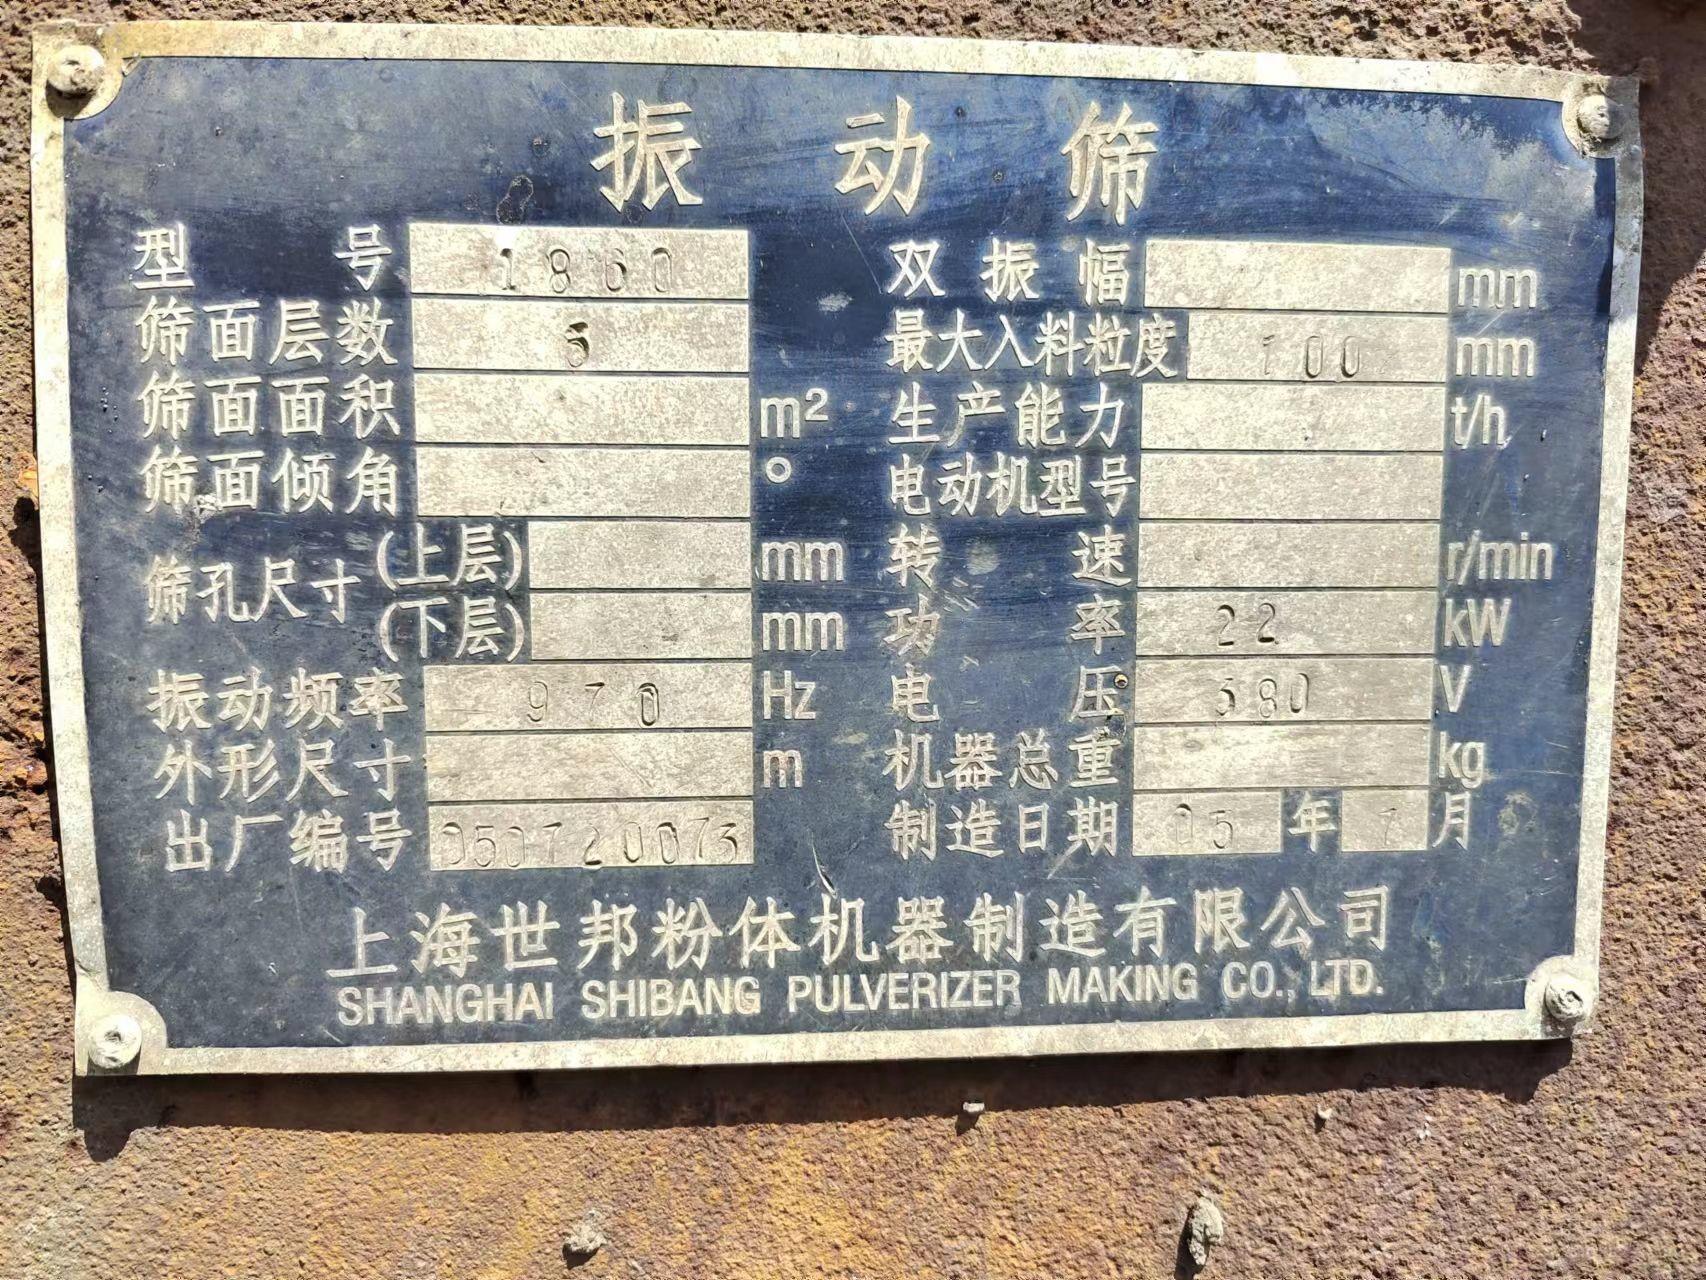 振动筛
型号 1860
筛面层数 3
筛面面积 m²
筛面倾角 °
筛孔尺寸 (上层) mm
(下层) mm
振动频率 970 Hz
外形尺寸 m
出厂编号 050720073
双振幅 mm
最大入料粒度 100 mm
生产能力 t/h
电动机型号
转速 r/min
功率 22 kW
电压 380 V
机器总重 kg
制造日期 05 年 7 月
上海世邦粉体机器制造有限公司
SHANGHAI SHIBANG PULVERIZER MAKING CO., LTD.